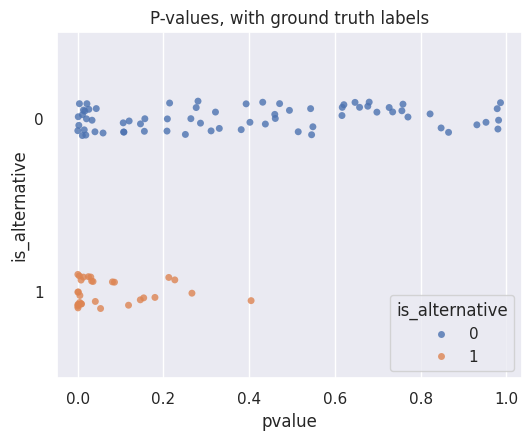 P-values, with ground truth labels
is_alternative
0
1
is_alternative
0
1
0.0 0.2 0.4 0.6 0.8 1.0
pvalue